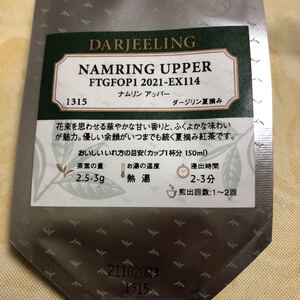 DARJEELING
NAMRING UPPER
FTGFOP1 2021-EX114
ナムリン アッパー
1315
ダージリン夏摘み
花束を思わせる華やかな甘い香りと、ふくよかな味わい
が魅力。優しい余韻がいつまでも続く夏摘み紅茶です。
おいしいいれ方の目安(カップ1杯分 150ml)
茶葉の量
お湯の温度
浸出時間
2.5-3g
熱湯
2-3分
煎出回数:1〜2回
21102099
1315